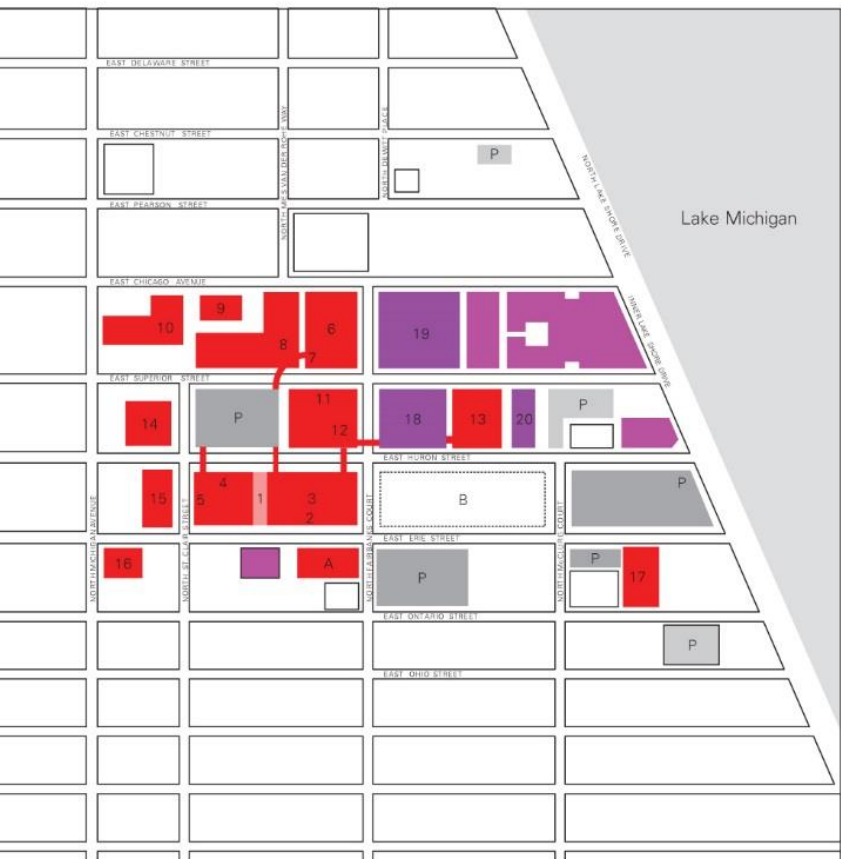 EAST DELAWARE STREET
EAST CHESTNUT STREET
NORTH MIES VAN DER ROHE WAY
NORTH DEWITT PLACE
P
NORTH LAKE SHORE DRIVE
EAST PEARSON STREET
Lake Michigan
EAST CHICAGO AVENUE
INNER LAKE SHORE DRIVE
9
10
6
8
7
19
EAST SUPERIOR STREET
P
14
P
11
12
18
13
20
EAST HURON STREET
15
5
4
1
3
2
B
P
NORTH MICHIGAN AVENUE
NORTH ST CLAIR STREET
NORTH FAIRBANKS COURT
NORTH McCLURG COURT
EAST ERIE STREET
16
A
P
P
17
EAST ONTARIO STREET
P
EAST OHIO STREET